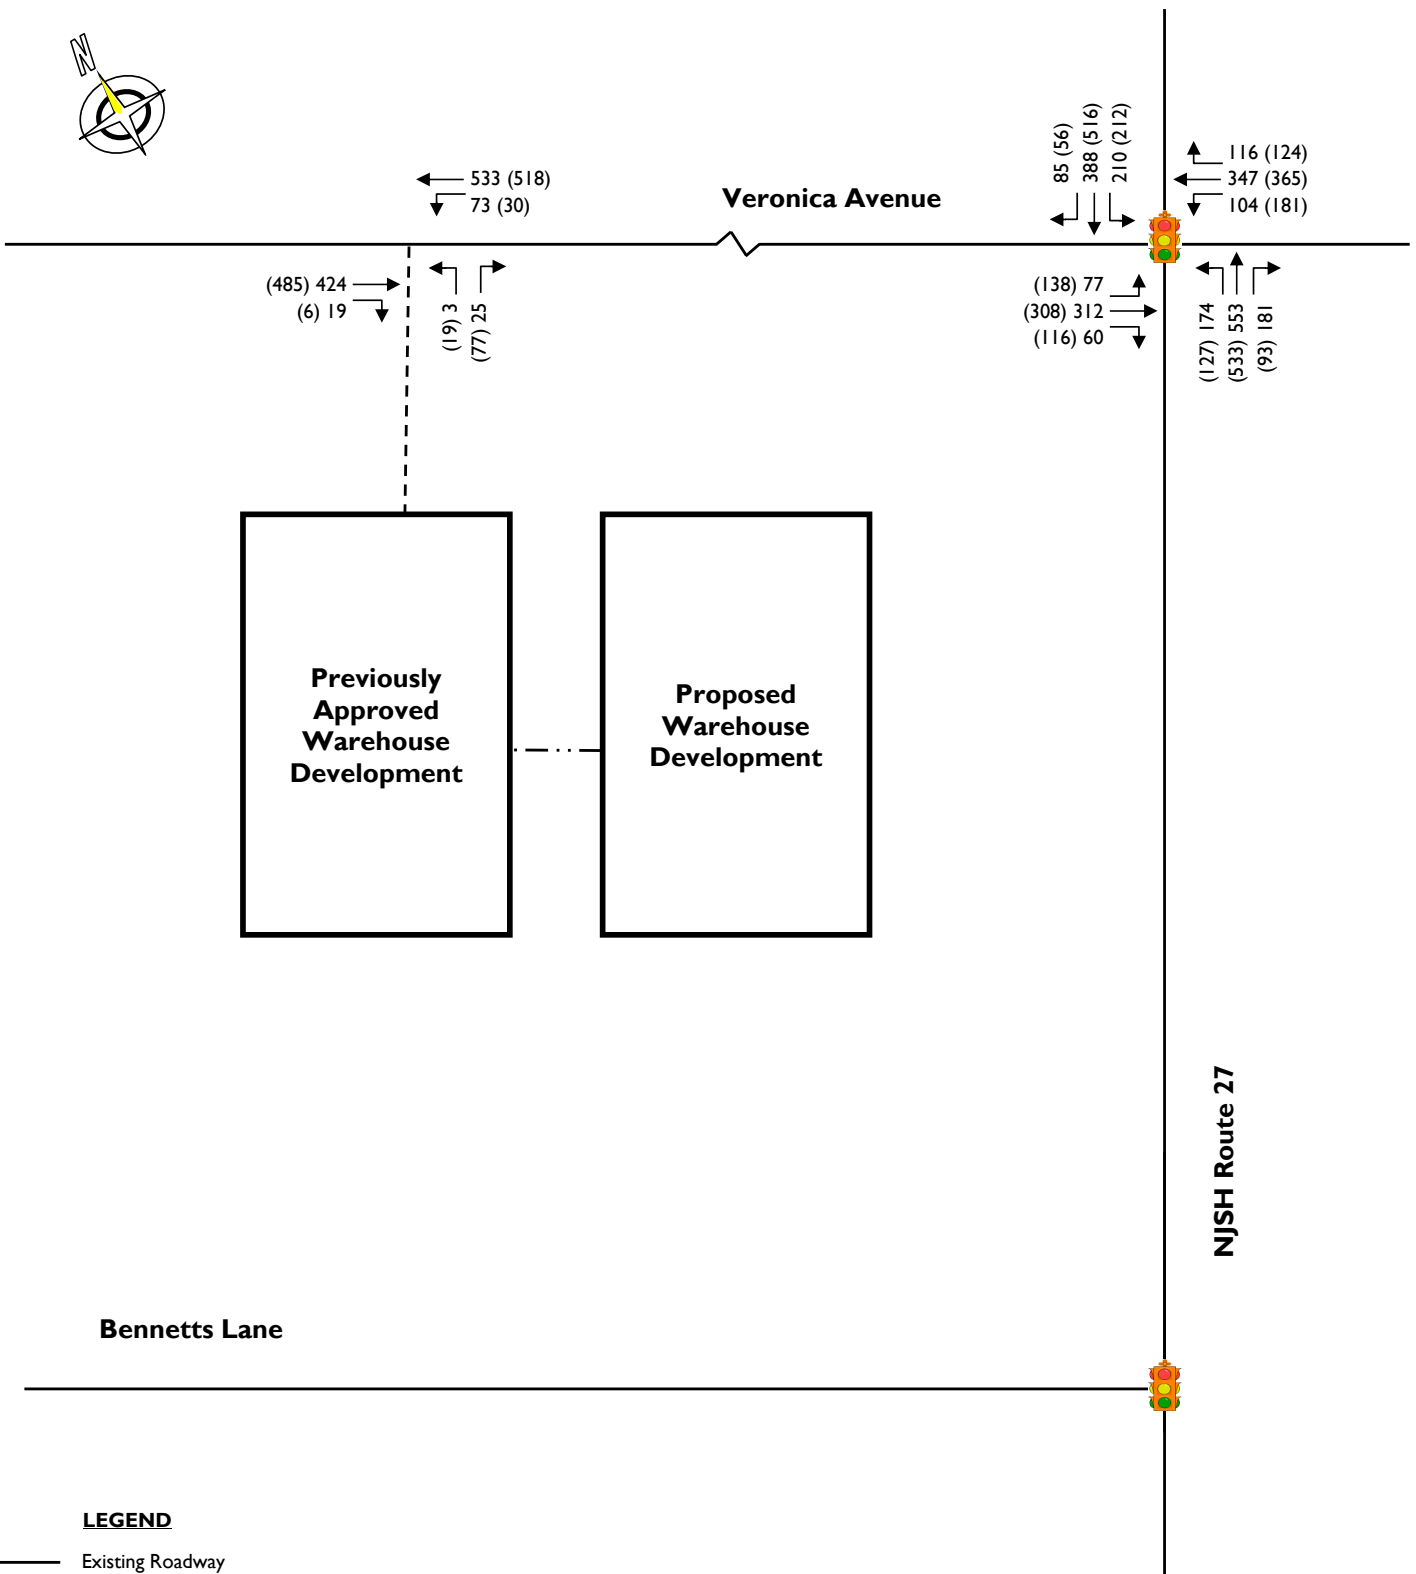 N
85 (56)
388 (516)
210 (212)
116 (124)
347 (365)
104 (181)
533 (518)
73 (30)
Veronica Avenue
(485) 424
(6) 19
(19) 3
(77) 25
(138) 77
(308) 312
(116) 60
(127) 174
(533) 553
(93) 181
Previously
Approved
Warehouse
Development
Proposed
Warehouse
Development
NJSH Route 27
Bennetts Lane
LEGEND
Existing Roadway